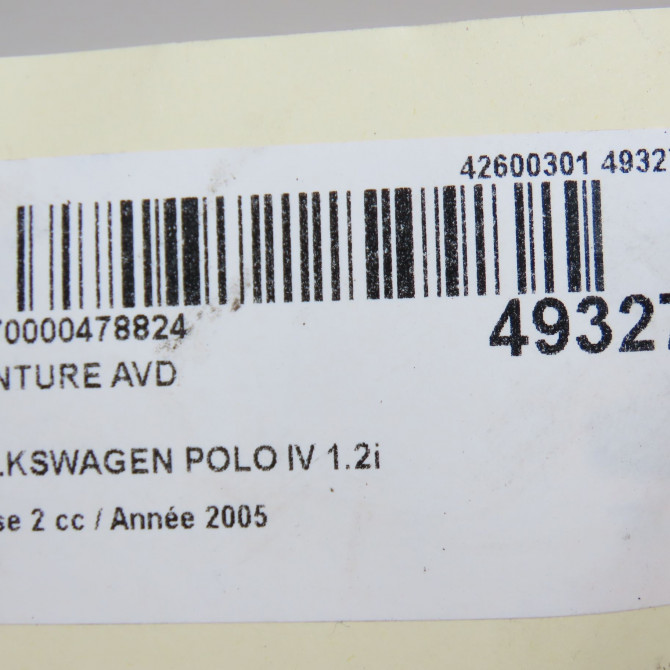 42600301 49327
70000478824
49327
NTURE AVD
LKSWAGEN POLO IV 1.2i
se 2 cc / Année 2005